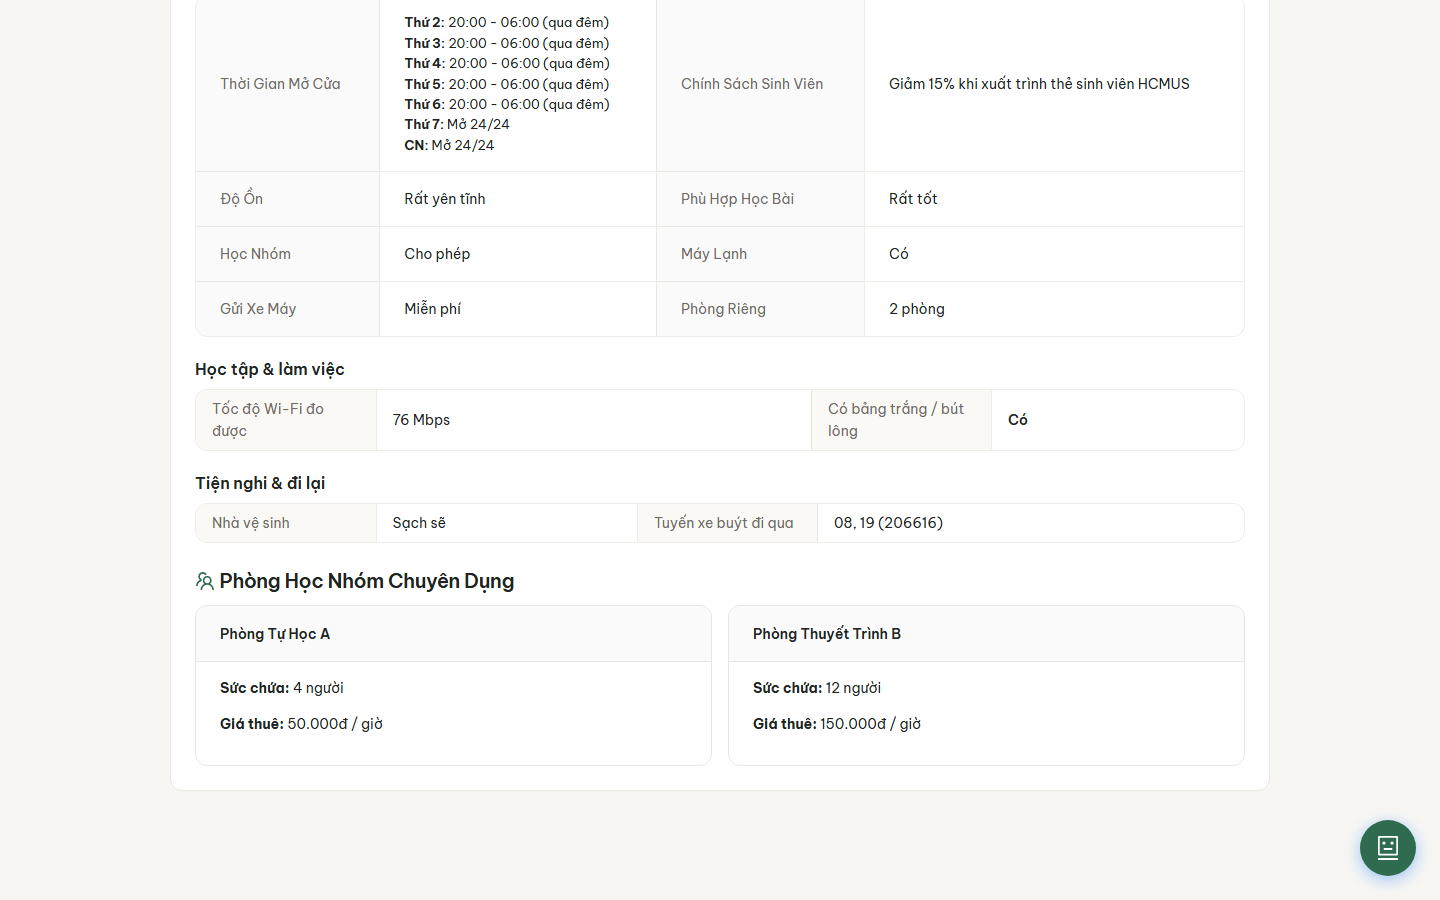 Thời Gian Mở Cửa
Thứ 2: 20:00 - 06:00 (qua đêm)
Thứ 3: 20:00 - 06:00 (qua đêm)
Thứ 4: 20:00 - 06:00 (qua đêm)
Thứ 5: 20:00 - 06:00 (qua đêm)
Thứ 6: 20:00 - 06:00 (qua đêm)
Thứ 7: Mở 24/24
CN: Mở 24/24
Chính Sách Sinh Viên
Giảm 15% khi xuất trình thẻ sinh viên HCMUS
Độ Ồn
Rất yên tĩnh
Phù Hợp Học Bài
Rất tốt
Học Nhóm
Cho phép
Máy Lạnh
Có
Gửi Xe Máy
Miễn phí
Phòng Riêng
2 phòng
Học tập & làm việc
Tốc độ Wi-Fi đo
được
76 Mbps
Có bảng trắng / bút
lông
Có
Tiện nghi & đi lại
Nhà vệ sinh
Sạch sẽ
Tuyến xe buýt đi qua
08, 19 (206616)
Phòng Học Nhóm Chuyên Dụng
Phòng Tự Học A
Sức chứa: 4 người
Giá thuê: 50.000đ / giờ
Phòng Thuyết Trình B
Sức chứa: 12 người
Giá thuê: 150.000đ / giờ